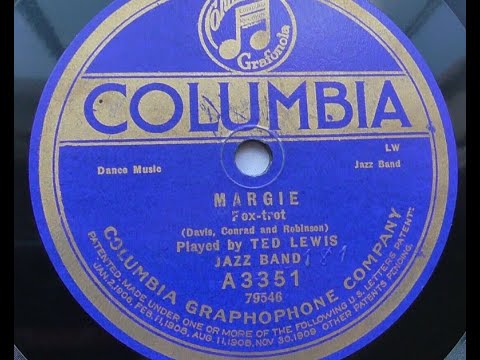 Grafonola
COLUMBIA
LW
Dance Music
Jazz Band
MARGIE
Fox-trot
(Davis, Conrad and Robinson)
Played by TED LEWIS
JAZZ BAND
A3351
79546
COLUMBIA GRAPHOPHONE COMPANY
PATENTED, MADE UNDER ONE OR MORE OF THE FOLLOWING U.S. LETTERS PATENT:
JAN. 2, 1906, FEB. 11, 1908, AUG. 11, 1908, NOV. 30, 1909 OTHER PATENTS PENDING.